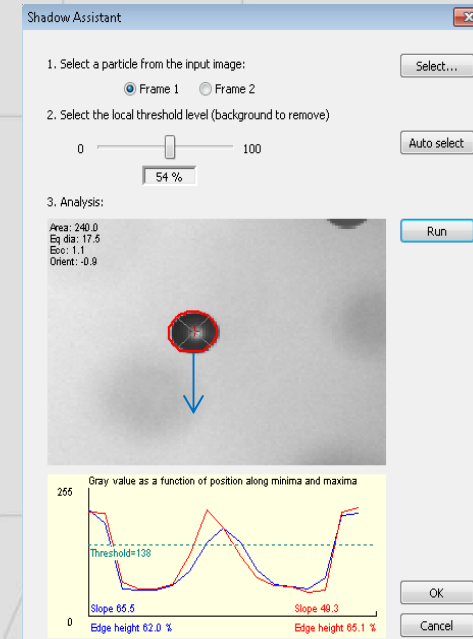 Shadow Assistant
1. Select a particle from the input image:
Select...
Frame 1 Frame 2
2. Select the local threshold level (background to remove)
0 100
Auto select
54 %
3. Analysis:
Run
Area: 240.0
Eq dia: 17.5
Ecc: 1.1
Orient: -0.9
Gray value as a function of position along minima and maxima
255
Threshold=138
Slope 65.5 Slope 49.3
0
Edge height 62.0 % Edge height 65.1 %
OK
Cancel